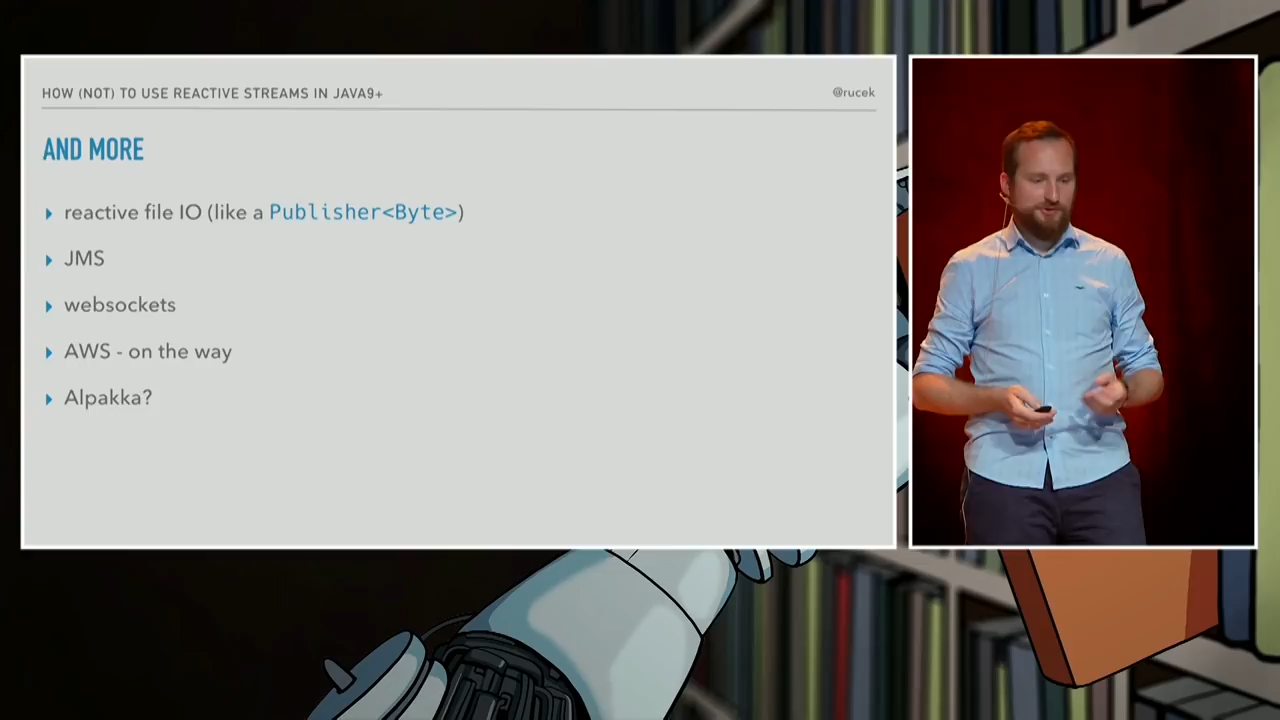 HOW (NOT) TO USE REACTIVE STREAMS IN JAVA9+
@rucek
AND MORE
reactive file IO (like a Publisher<Byte>)
JMS
websockets
AWS - on the way
Alpakka?